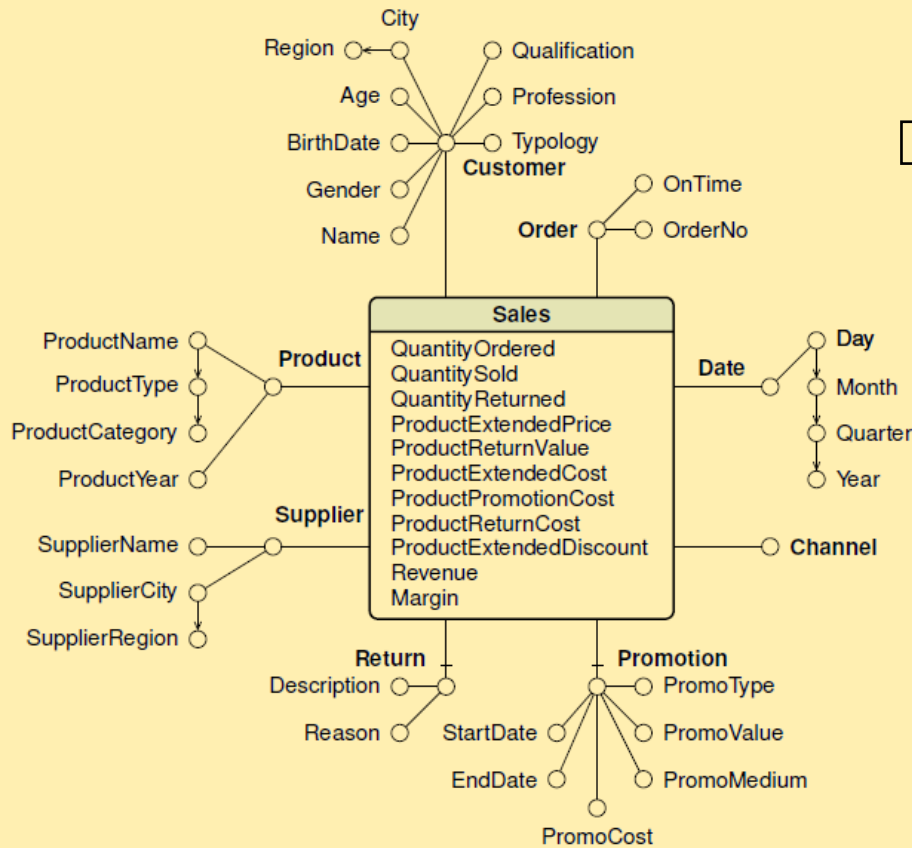 City
Region
Qualification
Age
Profession
BirthDate
Typology
Customer
Gender
OnTime
Name
Order
OrderNo
Sales
QuantityOrdered
QuantitySold
QuantityReturned
ProductExtendedPrice
ProductReturnValue
ProductExtendedCost
ProductPromotionCost
ProductReturnCost
ProductExtendedDiscount
Revenue
Margin
ProductName
Product
ProductType
ProductCategory
ProductYear
Date
Day
Month
Quarter
Year
Supplier
SupplierName
SupplierCity
SupplierRegion
Channel
Return
Description
Reason
Promotion
PromoType
StartDate
PromoValue
EndDate
PromoMedium
PromoCost